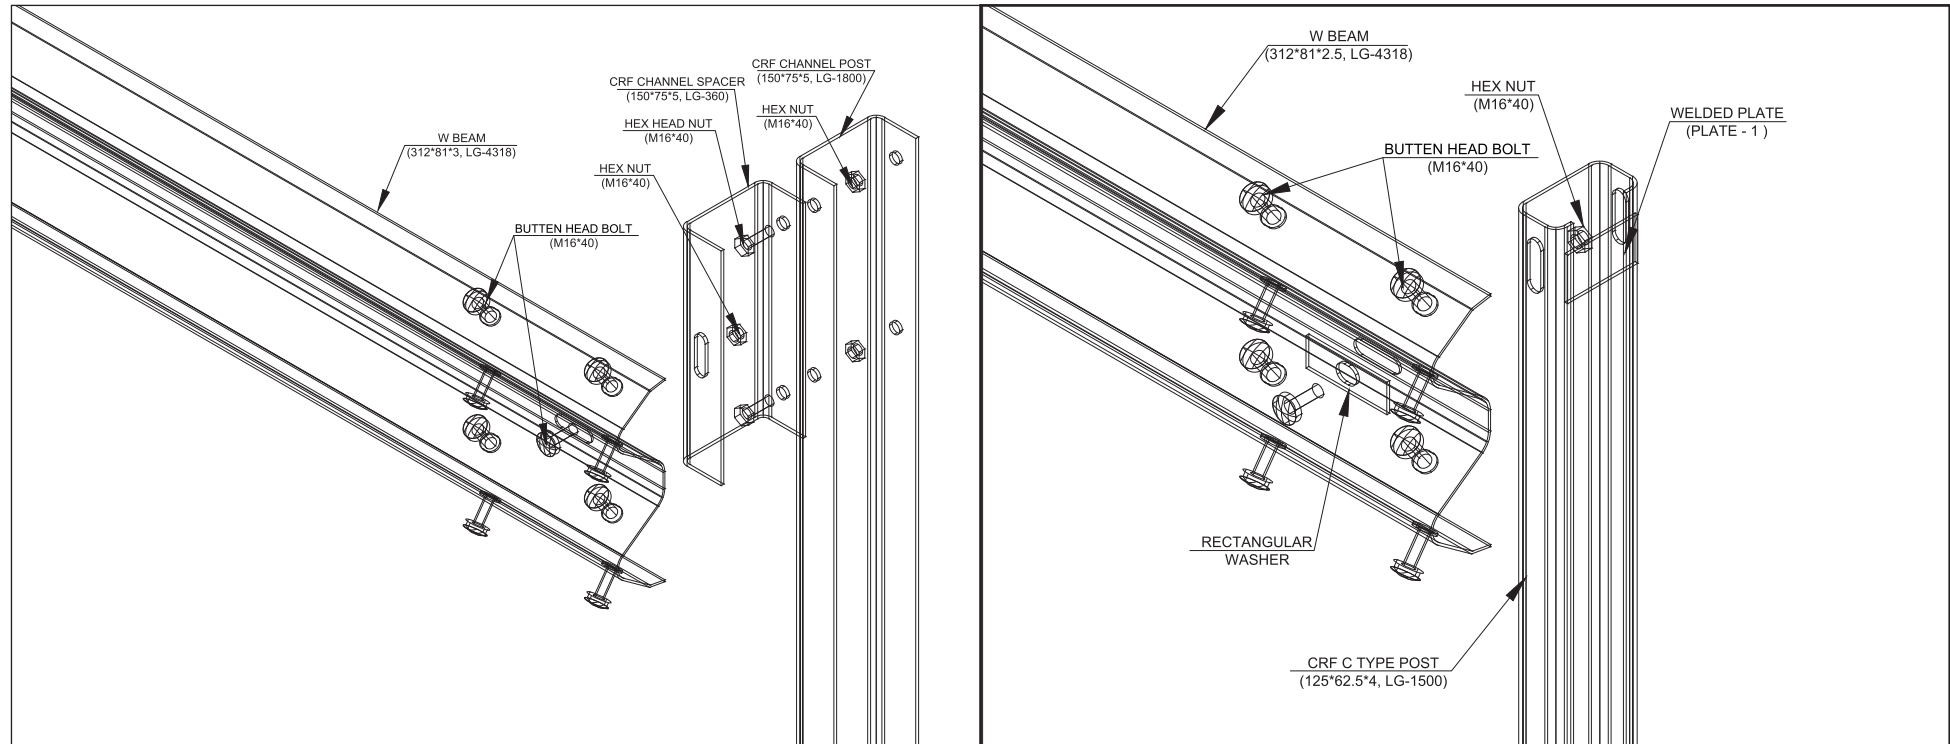 CRF CHANNEL POST
(150*75*5, LG-1800)
CRF CHANNEL SPACER
(150*75*5, LG-360)
HEX NUT
(M16*40)
HEX HEAD NUT
(M16*40)
W BEAM
(312*81*3, LG-4318)
HEX NUT
(M16*40)
BUTTEN HEAD BOLT
(M16*40)
W BEAM
(312*81*2.5, LG-4318)
HEX NUT
(M16*40)
WELDED PLATE
(PLATE - 1 )
BUTTEN HEAD BOLT
(M16*40)
RECTANGULAR
WASHER
CRF C TYPE POST
(125*62.5*4, LG-1500)